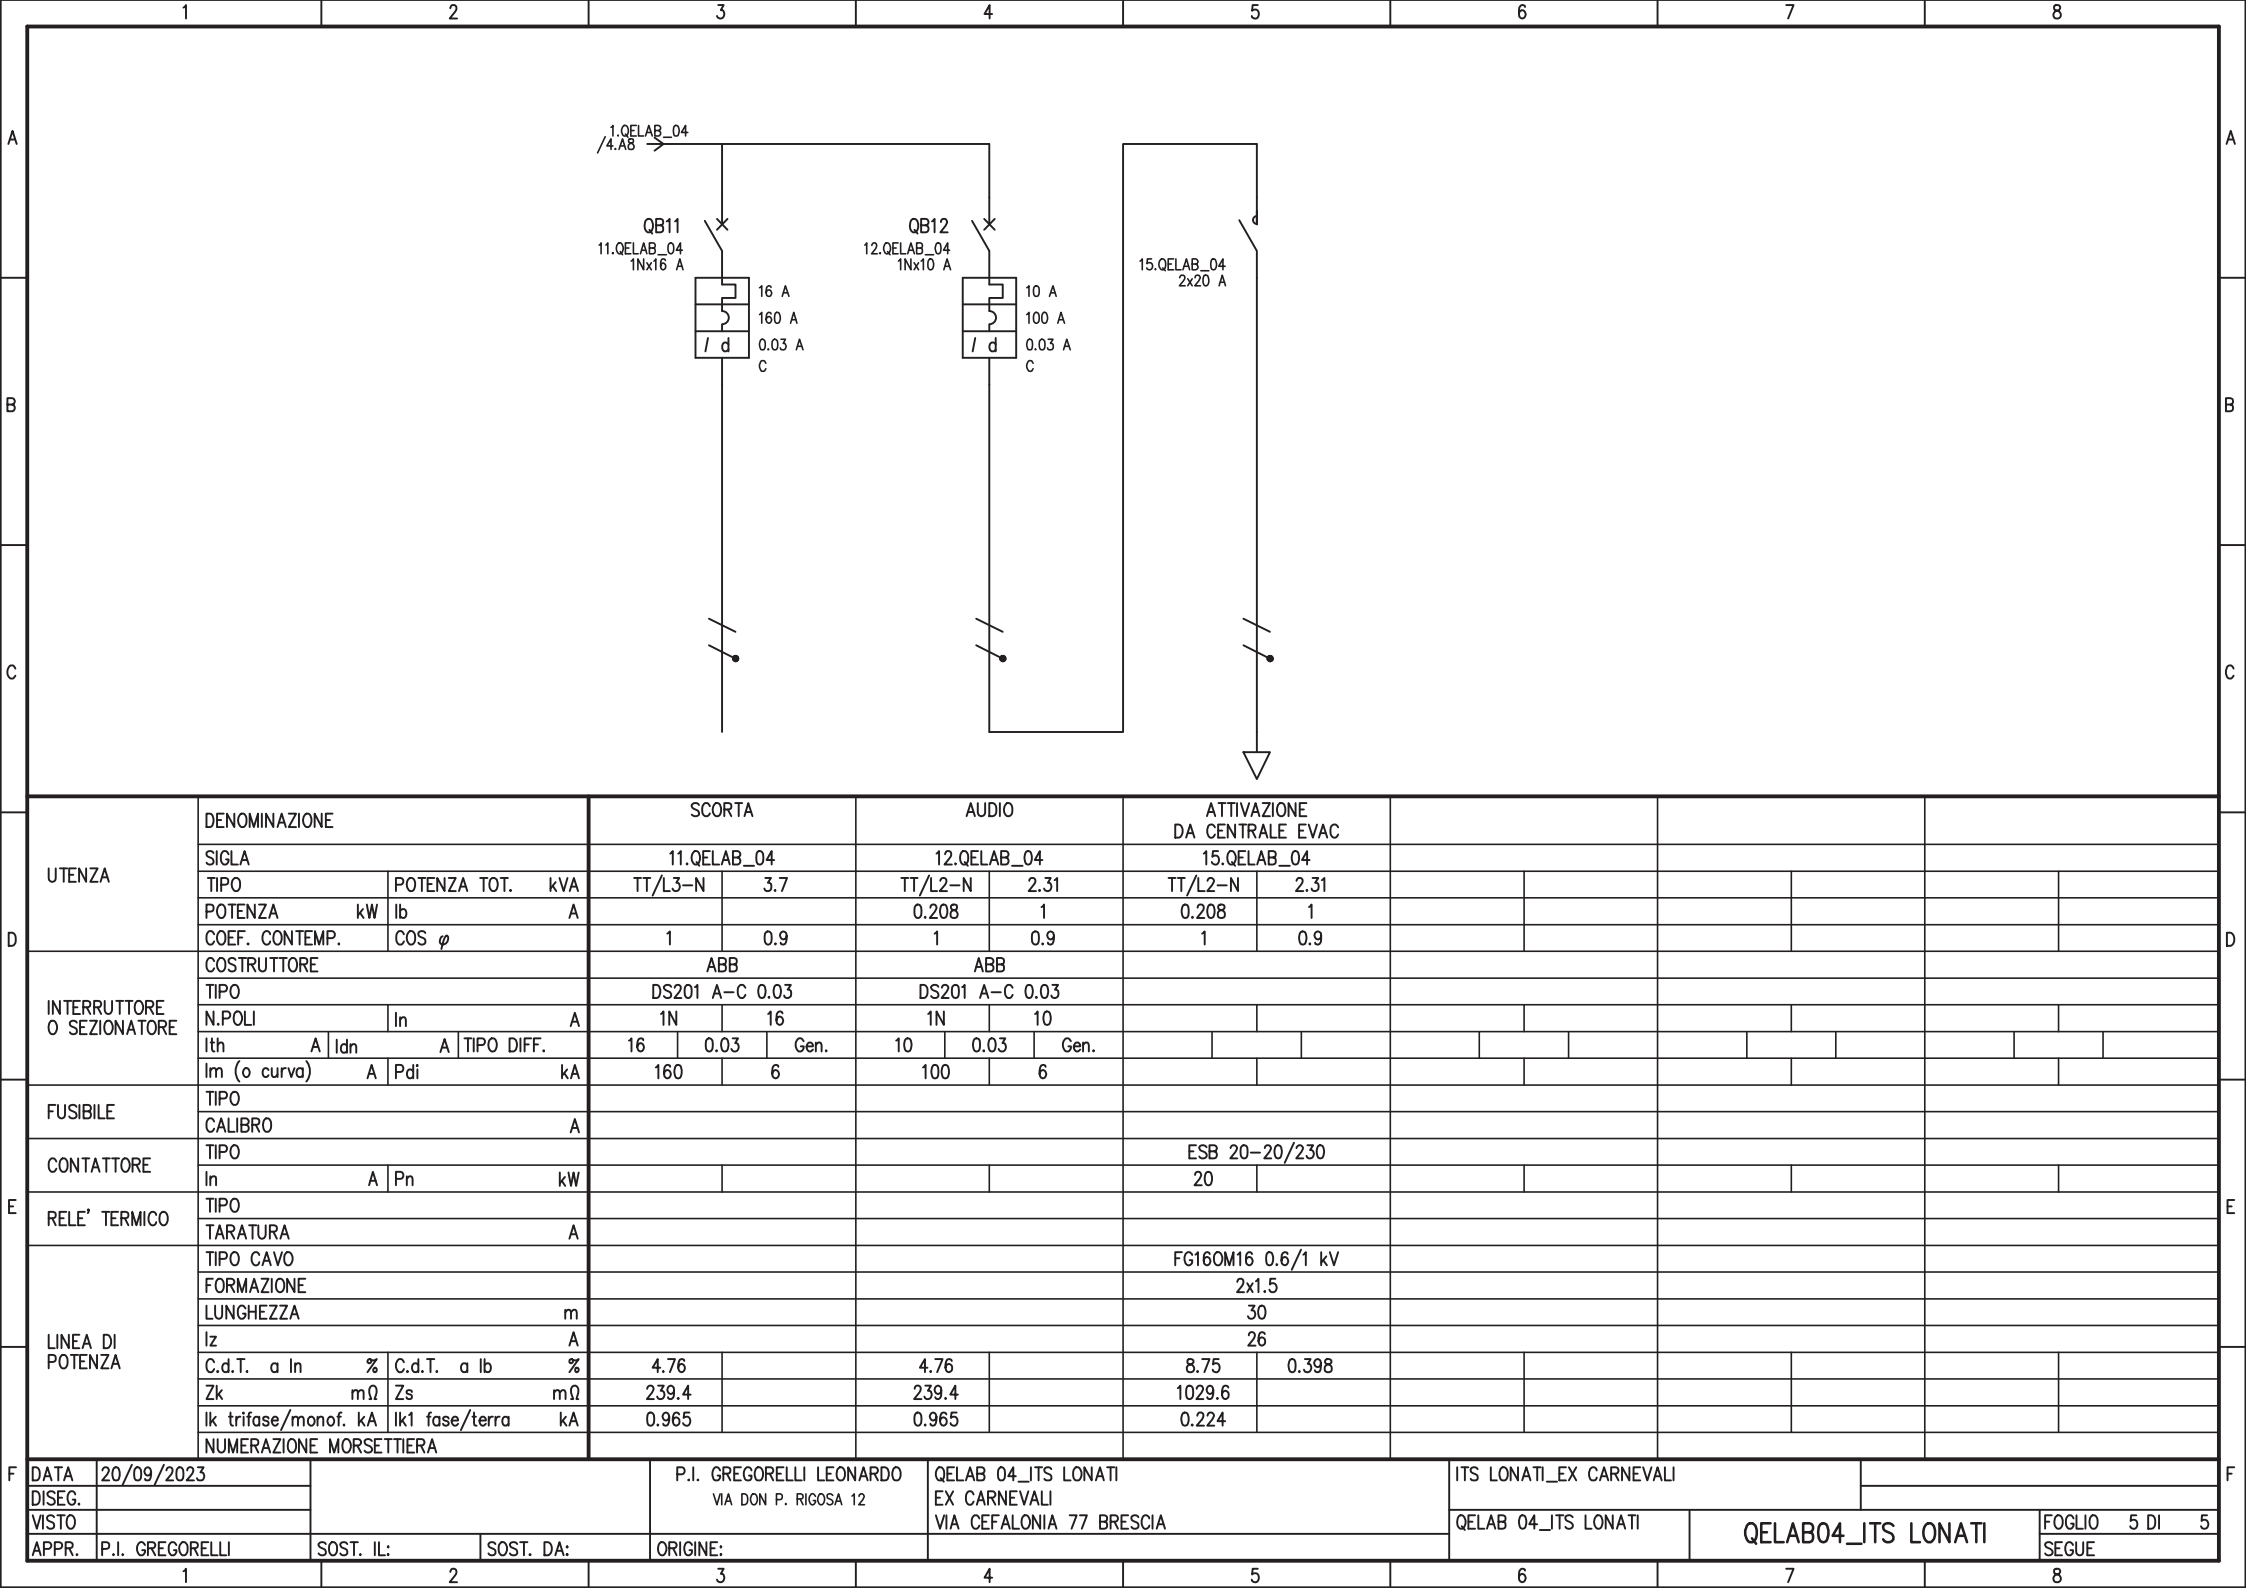 1 2 3 4 5 6 7 8
A A
1.QELAB_04
/4.A8
QB11
11.QELAB_04
1Nx16 A
16 A
160 A
I d 0.03 A
C
QB12
12.QELAB_04
1Nx10 A
10 A
100 A
I d 0.03 A
C
15.QELAB_04
2x20 A
B B
C C
UTENZA
DENOMINAZIONE SCORTA AUDIO ATTIVAZIONE
DA CENTRALE EVAC
SIGLA 11.QELAB_04 12.QELAB_04 15.QELAB_04
TIPO POTENZA TOT. kVA TT/L3-N 3.7 TT/L2-N 2.31 TT/L2-N 2.31
POTENZA kW Ib A 0.208 1 0.208 1
D COEF. CONTEMP. COS φ 1 0.9 1 0.9 1 0.9 D
INTERRUTTORE
O SEZIONATORE
COSTRUTTORE ABB ABB
TIPO DS201 A-C 0.03 DS201 A-C 0.03
N.POLI In A 1N 16 1N 10
Ith A Idn A TIPO DIFF. 16 0.03 Gen. 10 0.03 Gen.
Im (o curva) A Pdi kA 160 6 100 6
FUSIBILE
TIPO
CALIBRO A
CONTATTORE
TIPO ESB 20-20/230
In A Pn kW 20
E E
RELE' TERMICO
TIPO
TARATURA A
LINEA DI
POTENZA
TIPO CAVO FG16OM16 0.6/1 kV
FORMAZIONE 2x1.5
LUNGHEZZA m 30
Iz A 26
C.d.T. a In % C.d.T. a Ib % 4.76 4.76 8.75 0.398
Zk mΩ Zs mΩ 239.4 239.4 1029.6
Ik trifase/monof. kA Ik1 fase/terra kA 0.965 0.965 0.224
NUMERAZIONE MORSETTIERA
F F
DATA 20/09/2023
DISEG.
VISTO
APPR. P.I. GREGORELLI SOST. IL: SOST. DA: ORIGINE:
P.I. GREGORELLI LEONARDO
VIA DON P. RIGOSA 12
QELAB 04_ITS LONATI
EX CARNEVALI
VIA CEFALONIA 77 BRESCIA
ITS LONATI_EX CARNEVALI
QELAB 04_ITS LONATI
QELAB04_ITS LONATI
FOGLIO 5 DI 5
SEGUE
1 2 3 4 5 6 7 8